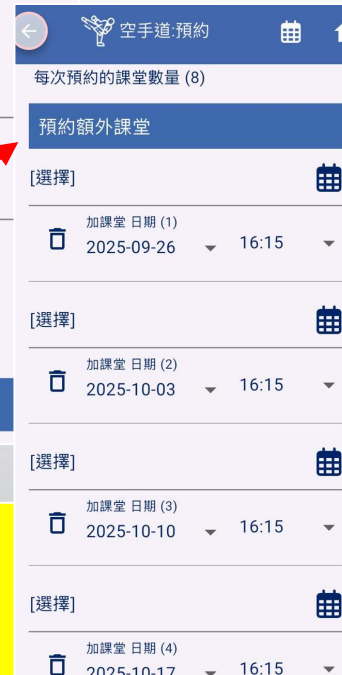 空手道:預約
每次預約的課堂數量 (8)
預約額外課堂
[選擇]
加課堂 日期 (1)
2025-09-26 16:15
[選擇]
加課堂 日期 (2)
2025-10-03 16:15
[選擇]
加課堂 日期 (3)
2025-10-10 16:15
[選擇]
加課堂 日期 (4)
2025-10-17 16:15